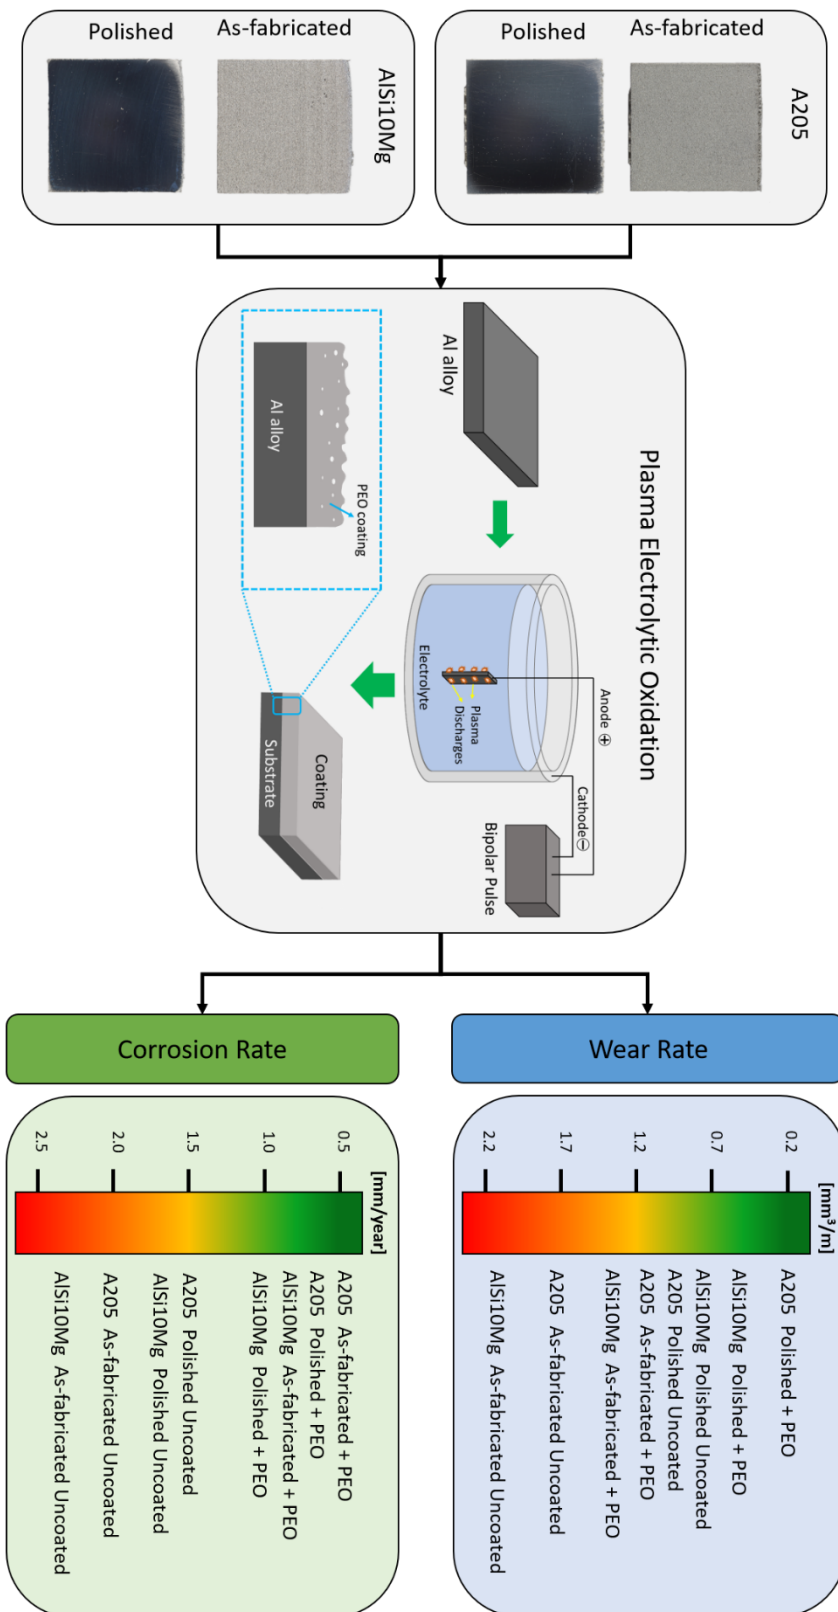 A205
As-fabricated
Polished
AlSi10Mg
As-fabricated
Polished
Plasma Electrolytic Oxidation
Al alloy
Anode +
Cathode −
Bipolar Pulse
Plasma
Discharges
Electrolyte
Coating
Substrate
PEO coating
Al alloy
Wear Rate
[mm³/m]
0.2
0.7
1.2
1.7
2.2
A205 Polished + PEO
AlSi10Mg Polished + PEO
AlSi10Mg Polished Uncoated
A205 Polished Uncoated
A205 As-fabricated + PEO
AlSi10Mg As-fabricated + PEO
A205 As-fabricated Uncoated
AlSi10Mg As-fabricated Uncoated
Corrosion Rate
[mm/year]
0.5
1.0
1.5
2.0
2.5
A205 As-fabricated + PEO
A205 Polished + PEO
AlSi10Mg As-fabricated + PEO
AlSi10Mg Polished + PEO
A205 Polished Uncoated
AlSi10Mg Polished Uncoated
A205 As-fabricated Uncoated
AlSi10Mg As-fabricated Uncoated